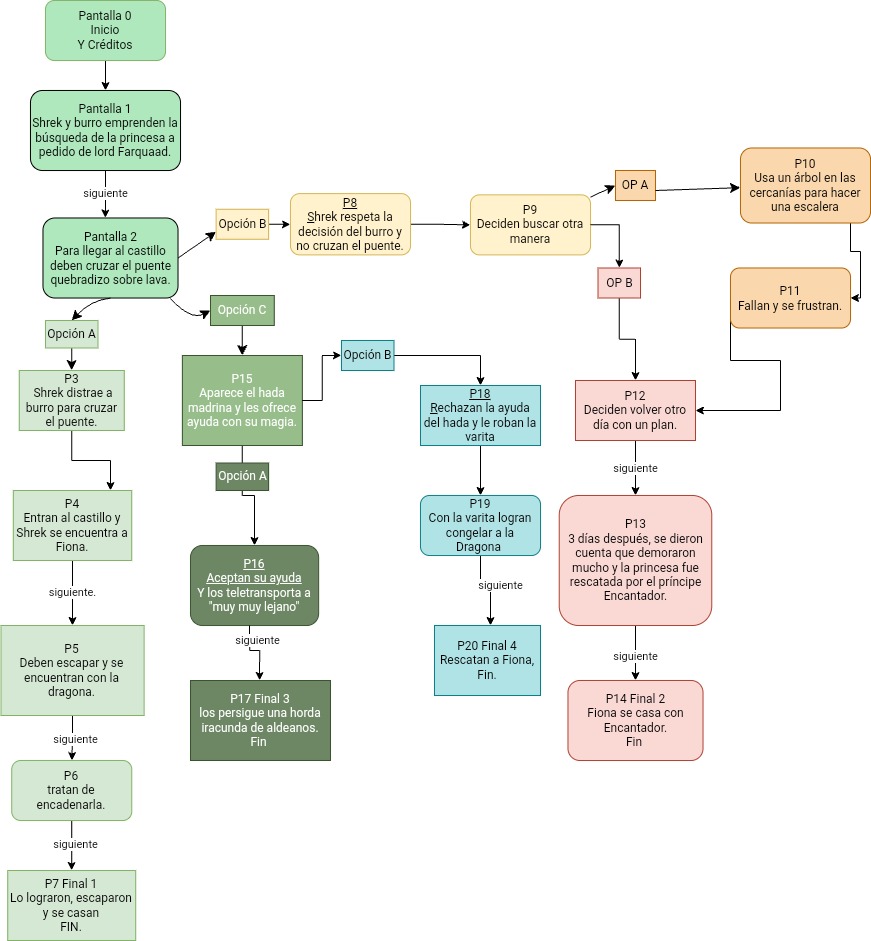 Pantalla 0
Inicio
Y Créditos
Pantalla 1
Shrek y burro emprenden la
búsqueda de la princesa a
pedido de lord Farquaad.
siguiente
Pantalla 2
Para llegar al castillo
deben cruzar el puente
quebradizo sobre lava.
Opción B
P8
Shrek respeta la
decisión del burro y
no cruzan el puente.
P9
Deciden buscar otra
manera
OP A
P10
Usa un árbol en las
cercanías para hacer
una escalera
OP B
P11
Fallan y se frustran.
P12
Deciden volver otro
día con un plan.
siguiente
P13
3 días después, se dieron
cuenta que demoraron
mucho y la princesa fue
rescatada por el príncipe
Encantador.
siguiente
P14 Final 2
Fiona se casa con
Encantador.
Fin
Opción C
P15
Aparece el hada
madrina y les ofrece
ayuda con su magia.
Opción B
P18
Rechazan la ayuda
del hada y le roban la
varita
P19
Con la varita logran
congelar a la
Dragona
siguiente
P20 Final 4
Rescatan a Fiona,
Fin.
Opción A
P16
Aceptan su ayuda
Y los teletransporta a
"muy muy lejano"
siguiente
P17 Final 3
los persigue una horda
iracunda de aldeanos.
Fin
Opción A
P3
Shrek distrae a
burro para cruzar
el puente.
P4
Entran al castillo y
Shrek se encuentra a
Fiona.
siguiente.
P5
Deben escapar y se
encuentran con la
dragona.
siguiente
P6
tratan de
encadenarla.
siguiente
P7 Final 1
Lo lograron, escaparon
y se casan
FIN.